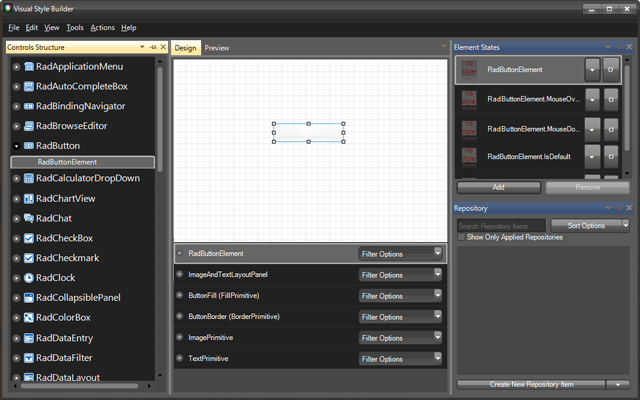 Visual Style Builder
File Edit View Tools Actions Help
Controls Structure
RadApplicationMenu
RadAutoCompleteBox
RadBindingNavigator
RadBrowseEditor
RadButton
RadButtonElement
RadCalculatorDropDown
RadChartView
RadChat
RadCheckBox
RadCheckmark
RadClock
RadCollapsiblePanel
RadColorBox
RadDataEntry
RadDataFilter
RadDataLayout
Design Preview
RadButtonElement Filter Options
ImageAndTextLayoutPanel Filter Options
ButtonFill (FillPrimitive) Filter Options
ButtonBorder (BorderPrimitive) Filter Options
ImagePrimitive Filter Options
TextPrimitive Filter Options
Element States
RadButtonElement
RadButtonElement.MouseOv...
RadButtonElement.MouseDo...
RadButtonElement.IsDefault
Add Remove
Repository
Search Repository Items Sort Options
Show Only Applied Repositories
Create New Repository Item